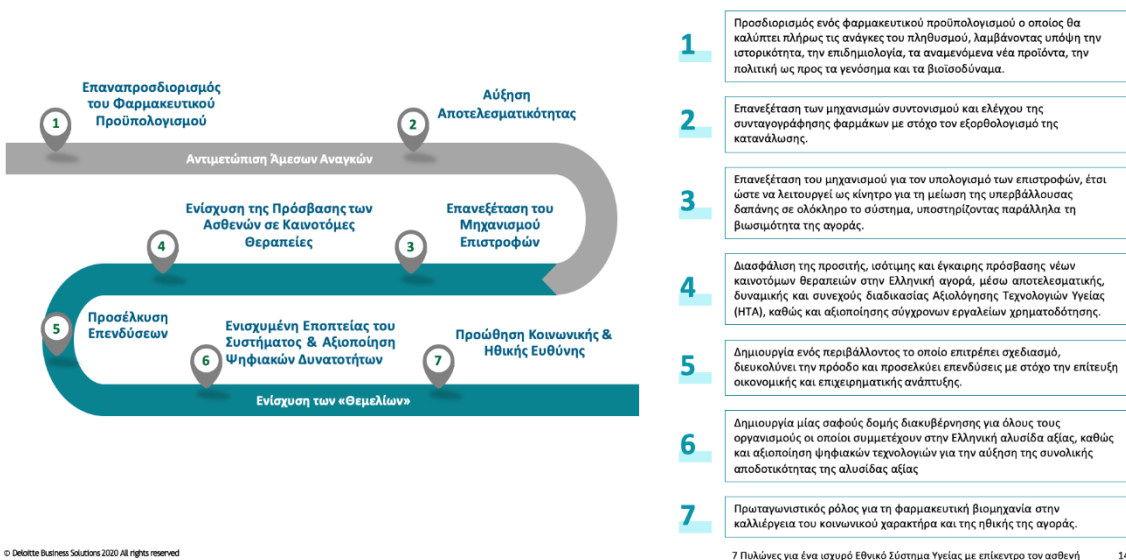 Επαναπροσδιορισμός
του Φαρμακευτικού
Προϋπολογισμού
1
Αύξηση
Αποτελεσματικότητας
2
Αντιμετώπιση Άμεσων Αναγκών
Ενίσχυση της Πρόσβασης των
Ασθενών σε Καινοτόμες
Θεραπείες
4
Επανεξέταση του
Μηχανισμού
Επιστροφών
3
Προσέλκυση
Επενδύσεων
5
Ενισχυμένη Εποπτείας του
Συστήματος & Αξιοποίηση
Ψηφιακών Δυνατοτήτων
6
Προώθηση Κοινωνικής &
Ηθικής Ευθύνης
7
Ενίσχυση των «Θεμελίων»
1
Προσδιορισμός ενός φαρμακευτικού προϋπολογισμού ο οποίος θα
καλύπτει πλήρως τις ανάγκες του πληθυσμού, λαμβάνοντας υπόψη την
ιστορικότητα, την επιδημιολογία, τα αναμενόμενα νέα προϊόντα, την
πολιτική ως προς τα γενόσημα και τα βιοϊσοδύναμα.
2
Επανεξέταση των μηχανισμών συντονισμού και ελέγχου της
συνταγογράφησης φαρμάκων με στόχο τον εξορθολογισμό της
κατανάλωσης.
3
Επανεξέταση του μηχανισμού για τον υπολογισμό των επιστροφών, έτσι
ώστε να λειτουργεί ως κίνητρο για τη μείωση της υπερβάλλουσας
δαπάνης σε ολόκληρο το σύστημα, υποστηρίζοντας παράλληλα τη
βιωσιμότητα της αγοράς.
4
Διασφάλιση της προσιτής, ισότιμης και έγκαιρης πρόσβασης νέων
καινοτόμων θεραπειών στην Ελληνική αγορά, μέσω αποτελεσματικής,
δυναμικής και συνεχούς διαδικασίας Αξιολόγησης Τεχνολογιών Υγείας
(HTA), καθώς και αξιοποίησης σύγχρονων εργαλείων χρηματοδότησης.
5
Δημιουργία ενός περιβάλλοντος το οποίο επιτρέπει σχεδιασμό,
διευκολύνει την πρόοδο και προσελκύει επενδύσεις με στόχο την επίτευξη
οικονομικής και επιχειρηματικής ανάπτυξης.
6
Δημιουργία μίας σαφούς δομής διακυβέρνησης για όλους τους
οργανισμούς οι οποίοι συμμετέχουν στην Ελληνική αλυσίδα αξίας, καθώς
και αξιοποίηση ψηφιακών τεχνολογιών για την αύξηση της συνολικής
αποδοτικότητας της αλυσίδας αξίας
7
Πρωταγωνιστικός ρόλος για τη φαρμακευτική βιομηχανία στην
καλλιέργεια του κοινωνικού χαρακτήρα και της ηθικής της αγοράς.
© Deloitte Business Solutions 2020 All rights reserved
7 Πυλώνες για ένα ισχυρό Εθνικό Σύστημα Υγείας με επίκεντρο τον ασθενή
14